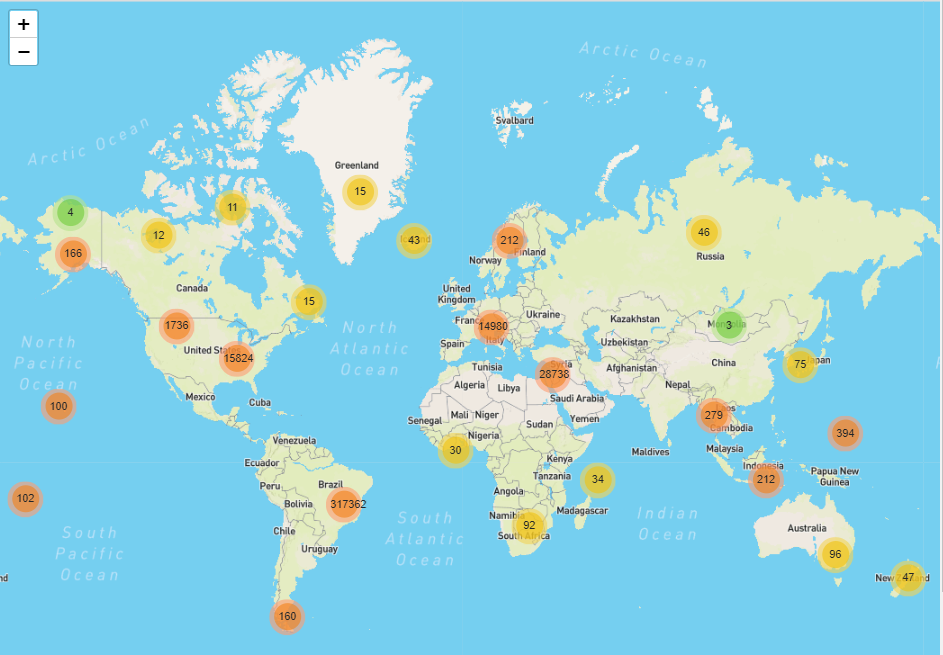 +
−
Arctic Ocean
Svalbard
Arctic Ocean
Greenland
15
11
4
12
43
212
46
166
Norway
Finland
Russia
Canada
United
Kingdom
15
Ukraine
Kazakhstan
3
1736
14980
Italy
North
Pacific
Ocean
North
Atlantic
Ocean
Spain
Uzbekistan
United
15824
Tunisia
Afghanistan
China
75
28738
Algeria
Libya
Nepal
Mexico
Cuba
Saudi Arabia
100
Senegal
Mali
Niger
Sudan
Yemen
279
Cambodia
394
Nigeria
Venezuela
30
Kenya
Maldives
Malaysia
Ecuador
Tanzania
34
Indonesia
212
Papua New
Guinea
Peru
Brazil
Angola
102
317362
Bolivia
Madagascar
Namib
92
South Africa
Indian
Ocean
Australia
Chile
South
Pacific
Ocean
South
Atlantic
Ocean
Uruguay
96
47
160